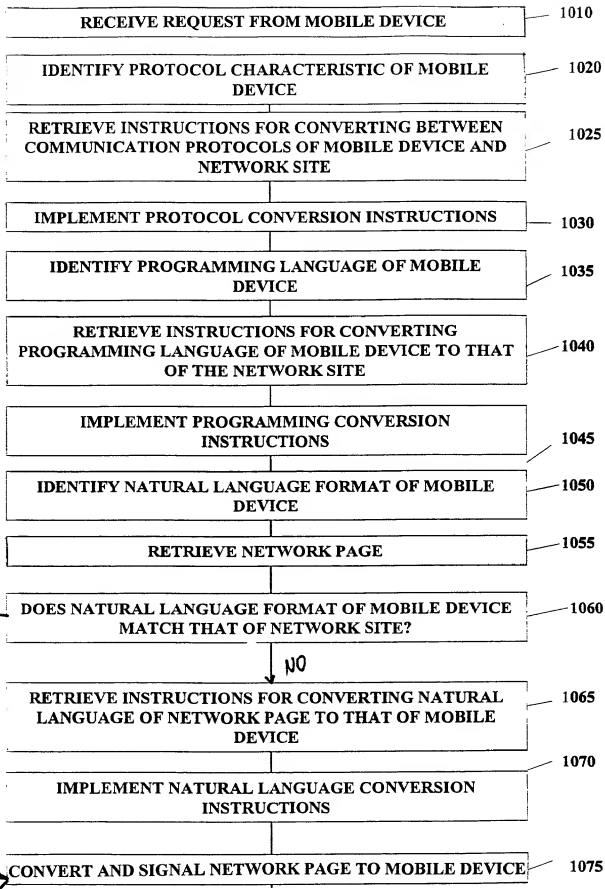 RECEIVE REQUEST FROM MOBILE DEVICE
1010
IDENTIFY PROTOCOL CHARACTERISTIC OF MOBILE
DEVICE
1020
RETRIEVE INSTRUCTIONS FOR CONVERTING BETWEEN
COMMUNICATION PROTOCOLS OF MOBILE DEVICE AND
NETWORK SITE
1025
IMPLEMENT PROTOCOL CONVERSION INSTRUCTIONS
1030
IDENTIFY PROGRAMMING LANGUAGE OF MOBILE
DEVICE
1035
RETRIEVE INSTRUCTIONS FOR CONVERTING
PROGRAMMING LANGUAGE OF MOBILE DEVICE TO THAT
OF THE NETWORK SITE
1040
IMPLEMENT PROGRAMMING CONVERSION
INSTRUCTIONS
1045
IDENTIFY NATURAL LANGUAGE FORMAT OF MOBILE
DEVICE
1050
RETRIEVE NETWORK PAGE
1055
DOES NATURAL LANGUAGE FORMAT OF MOBILE DEVICE
MATCH THAT OF NETWORK SITE?
1060
NO
RETRIEVE INSTRUCTIONS FOR CONVERTING NATURAL
LANGUAGE OF NETWORK PAGE TO THAT OF MOBILE
DEVICE
1065
IMPLEMENT NATURAL LANGUAGE CONVERSION
INSTRUCTIONS
1070
CONVERT AND SIGNAL NETWORK PAGE TO MOBILE DEVICE
1075